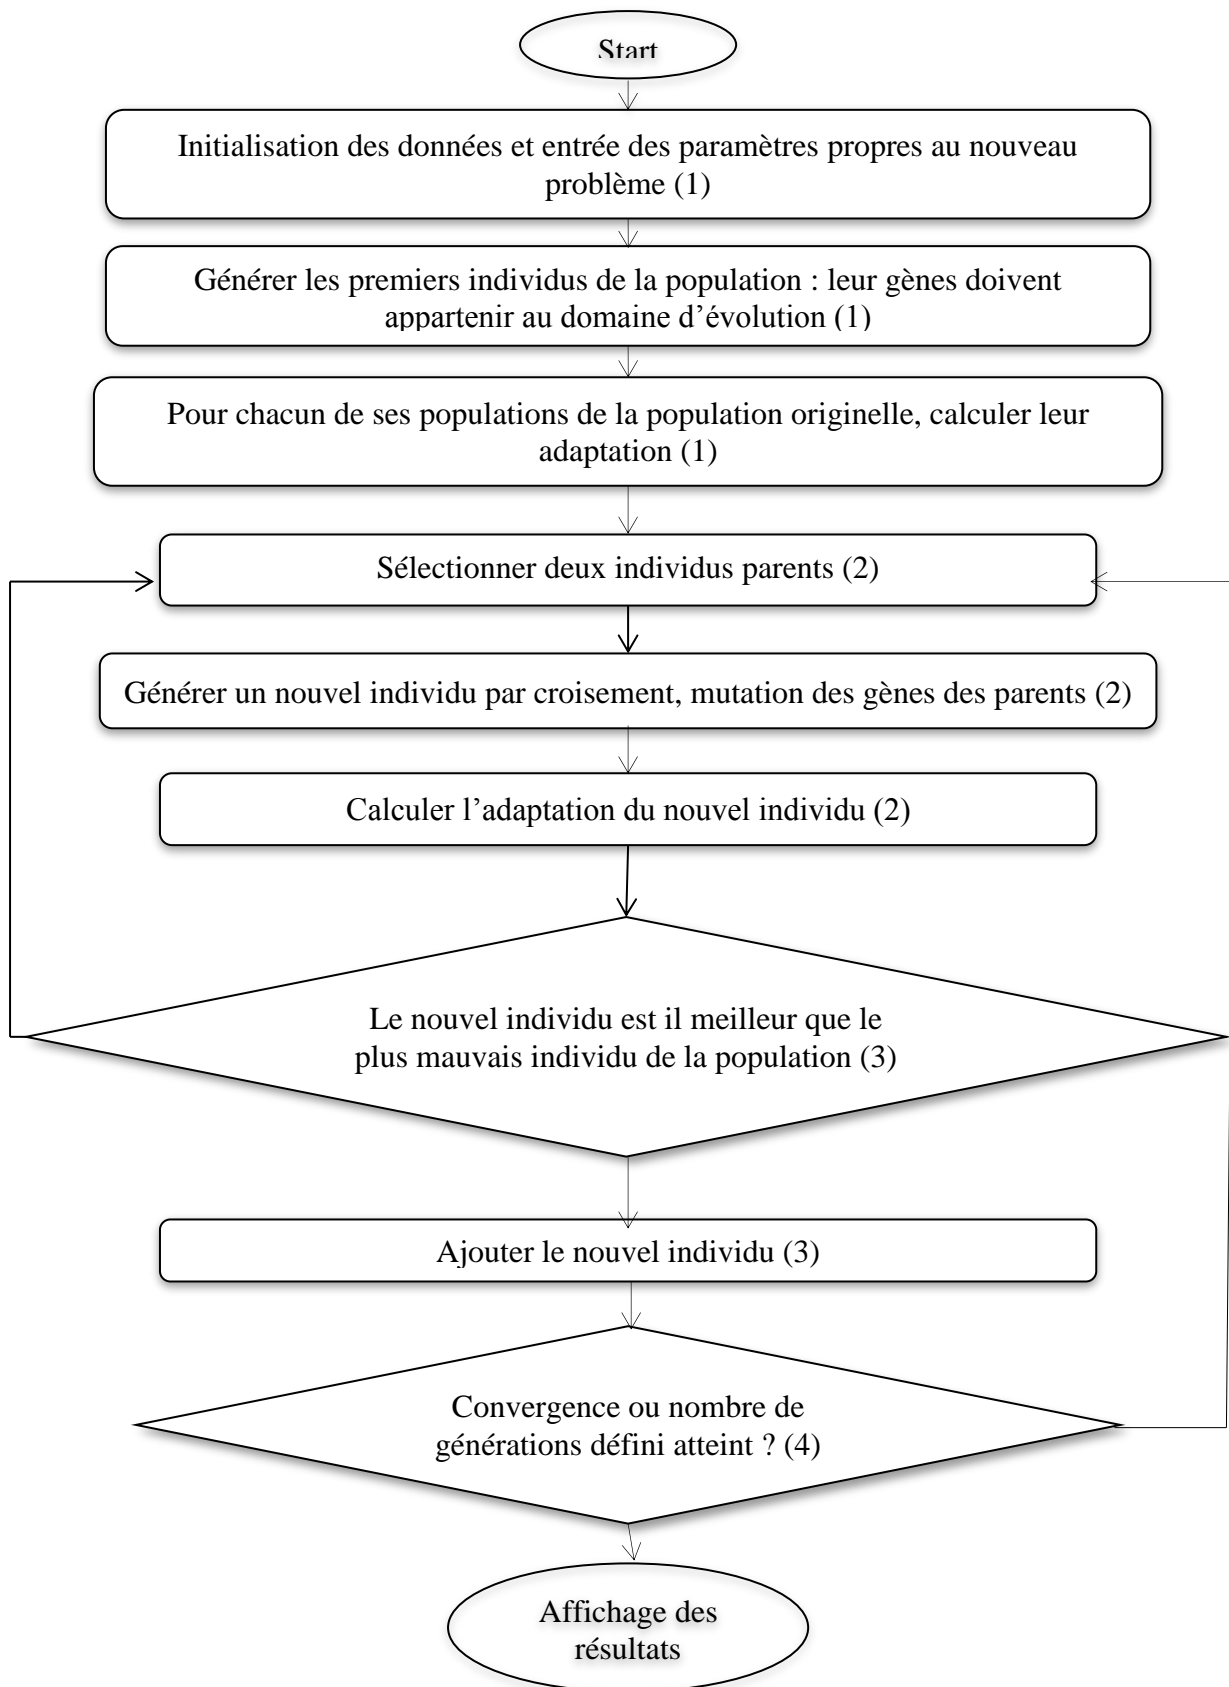 Start
Initialisation des données et entrée des paramètres propres au nouveau
problème (1)
Générer les premiers individus de la population : leur gènes doivent
appartenir au domaine d’évolution (1)
Pour chacun de ses populations de la population originelle, calculer leur
adaptation (1)
Sélectionner deux individus parents (2)
Générer un nouvel individu par croisement, mutation des gènes des parents (2)
Calculer l’adaptation du nouvel individu (2)
Le nouvel individu est il meilleur que le
plus mauvais individu de la population (3)
Ajouter le nouvel individu (3)
Convergence ou nombre de
générations défini atteint ? (4)
Affichage des
résultats